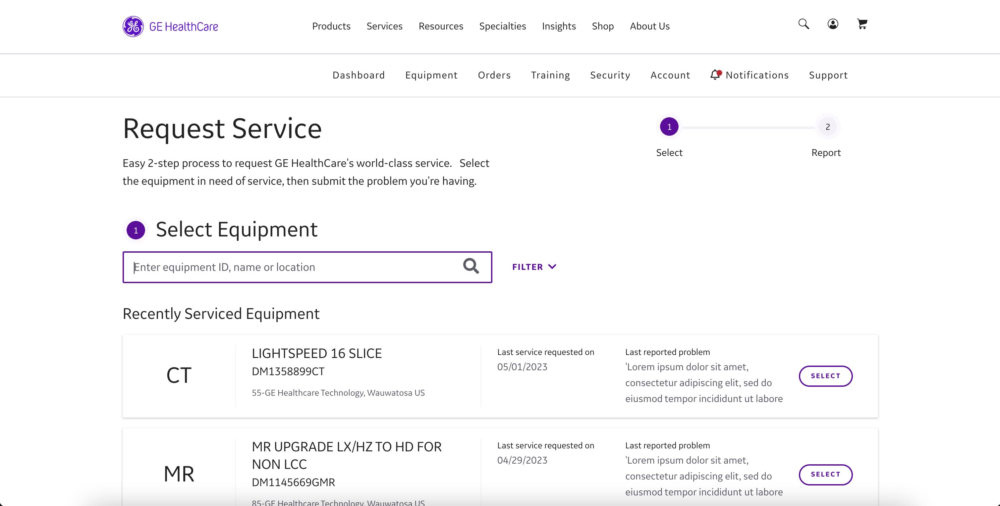 GE HealthCare
Products Services Resources Specialties Insights Shop About Us
Dashboard Equipment Orders Training Security Account Notifications Support
Request Service
1
2
Select
Report
Easy 2-step process to request GE HealthCare's world-class service. Select
the equipment in need of service, then submit the problem you're having.
1 Select Equipment
Enter equipment ID, name or location
FILTER
Recently Serviced Equipment
CT
LIGHTSPEED 16 SLICE
DM1358899CT
55-GE Healthcare Technology, Wauwatosa US
Last service requested on
05/01/2023
Last reported problem
'Lorem ipsum dolor sit amet,
consectetur adipiscing elit, sed do
eiusmod tempor incididunt ut labore
SELECT
MR
MR UPGRADE LX/HZ TO HD FOR
NON LCC
DM1145669GMR
85-GE Healthcare Technology, Wauwatosa US
Last service requested on
04/29/2023
Last reported problem
'Lorem ipsum dolor sit amet,
consectetur adipiscing elit, sed do
eiusmod tempor incididunt ut labore
SELECT